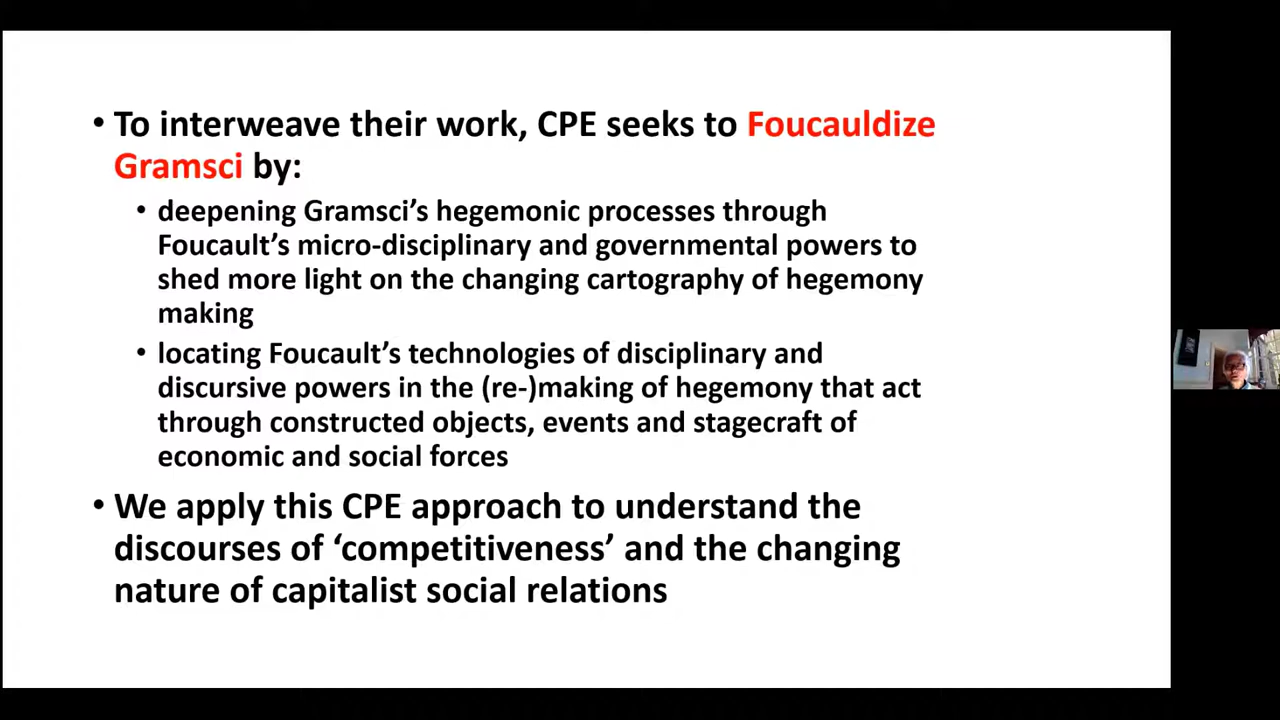 • To interweave their work, CPE seeks to Foucauldize
Gramsci by:
• deepening Gramsci’s hegemonic processes through
Foucault’s micro-disciplinary and governmental powers to
shed more light on the changing cartography of hegemony
making
• locating Foucault’s technologies of disciplinary and
discursive powers in the (re-)making of hegemony that act
through constructed objects, events and stagecraft of
economic and social forces
• We apply this CPE approach to understand the
discourses of ‘competitiveness’ and the changing
nature of capitalist social relations